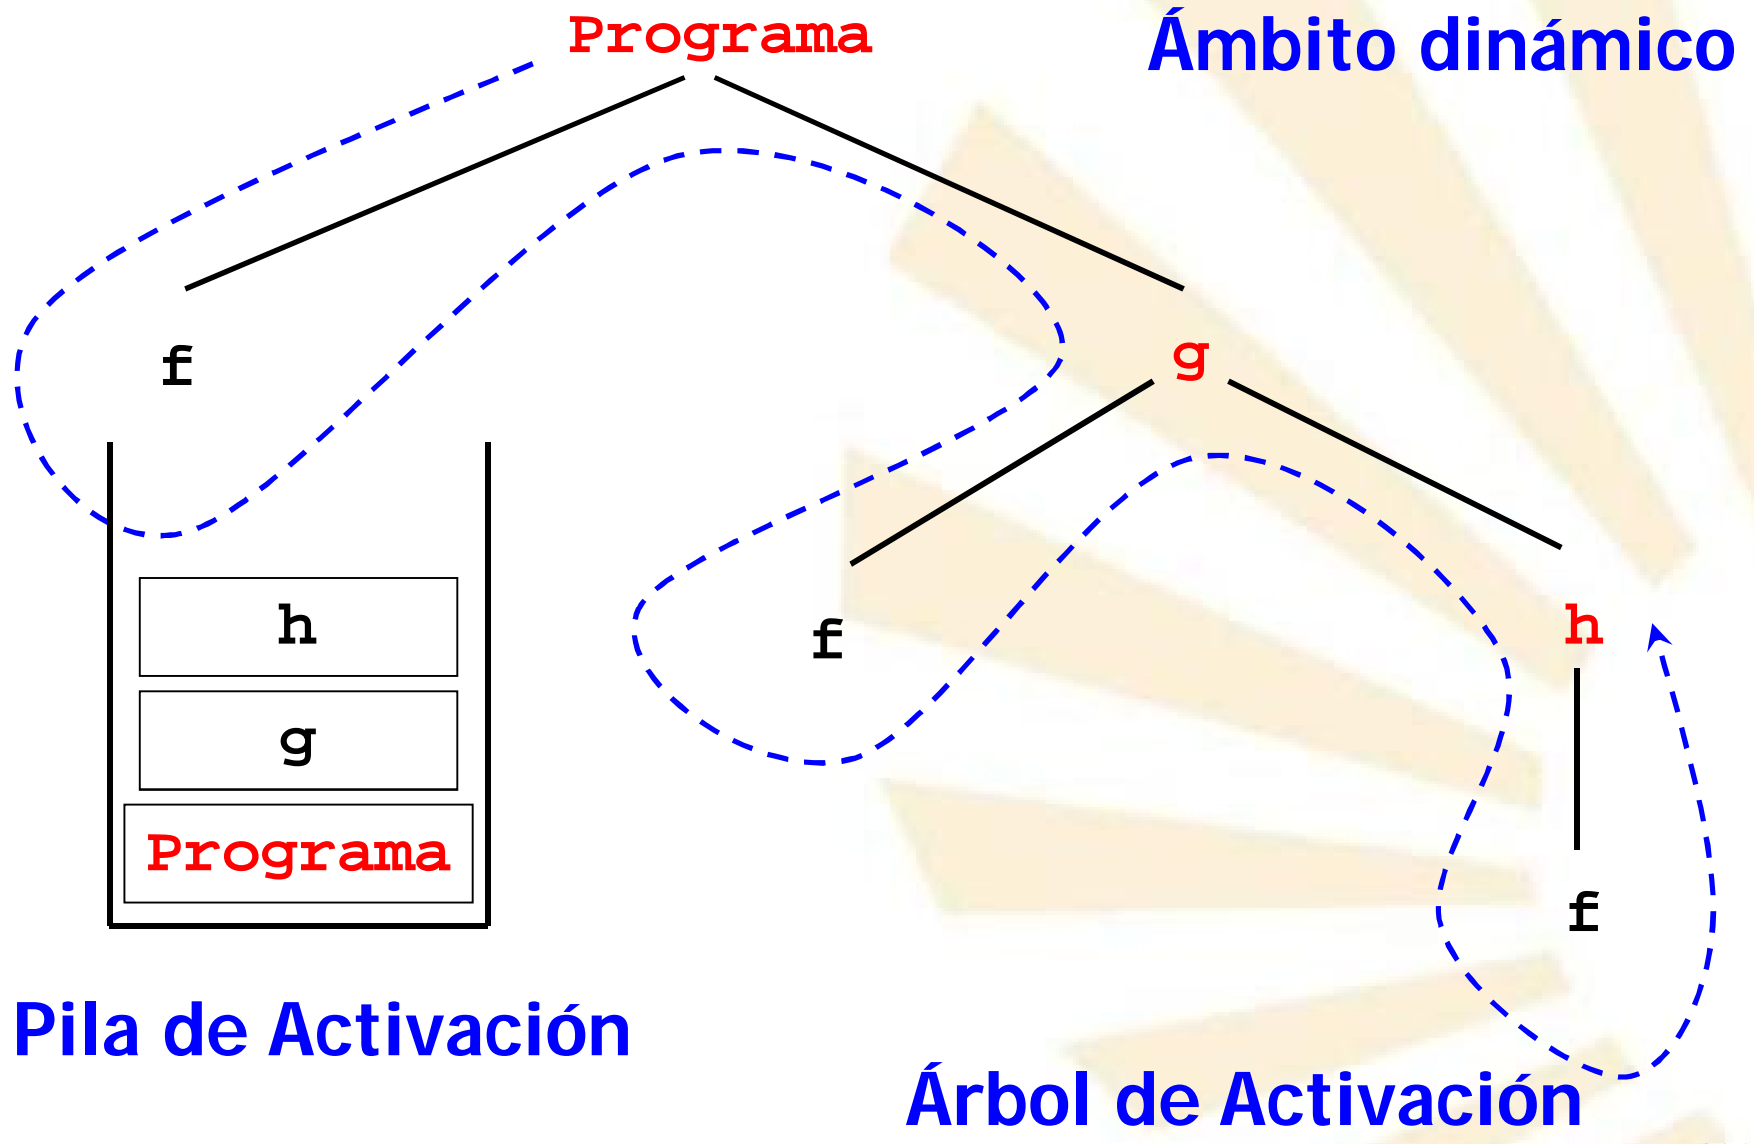 Programa
Ámbito dinámico
f
g
f
h
h
g
Programa
f
Pila de Activación
Árbol de Activación